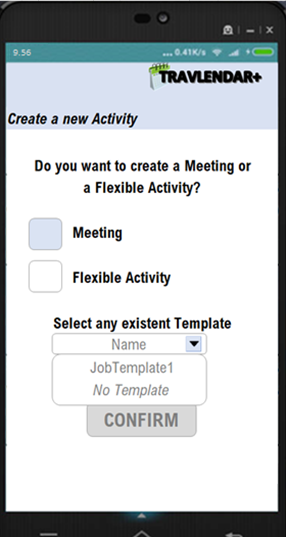 9.56
... 0.41K/s
TRAVLENDAR+
Create a new Activity
Do you want to create a Meeting or
a Flexible Activity?
Meeting
Flexible Activity
Select any existent Template
Name
JobTemplate1
No Template
CONFIRM